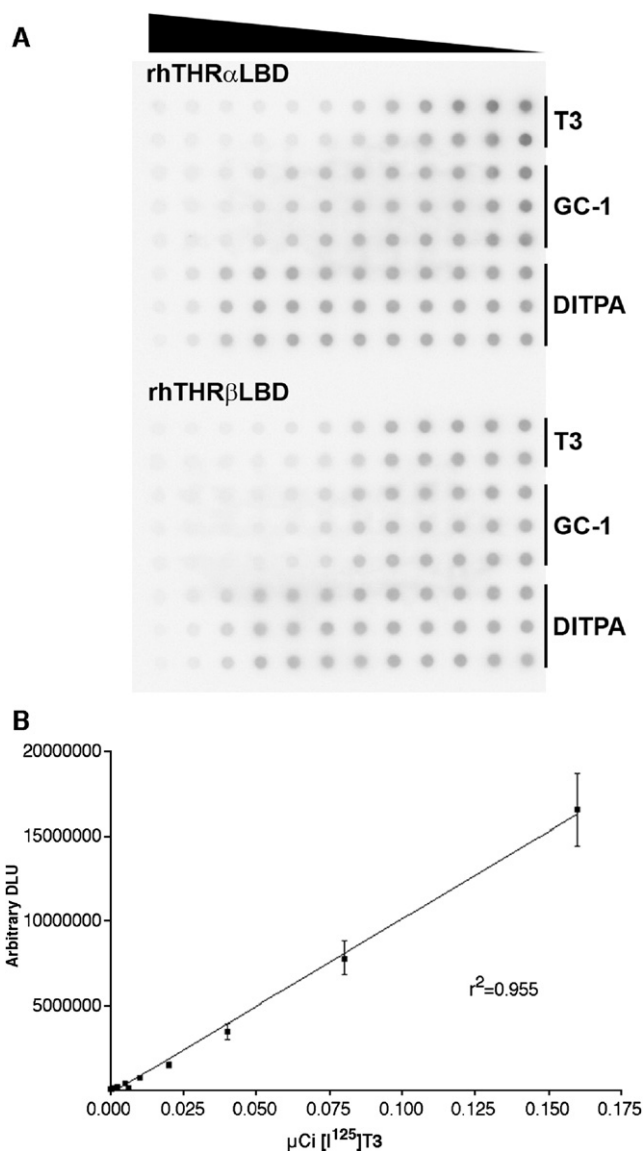 A
rhTHRαLBD
T3
GC-1
DITPA
rhTHRβLBD
T3
GC-1
DITPA
B
20000000
15000000
10000000
5000000
Arbitrary DLU
r²=0.955
0.000 0.025 0.050 0.075 0.100 0.125 0.150 0.175
μCi [I¹²⁵]T3